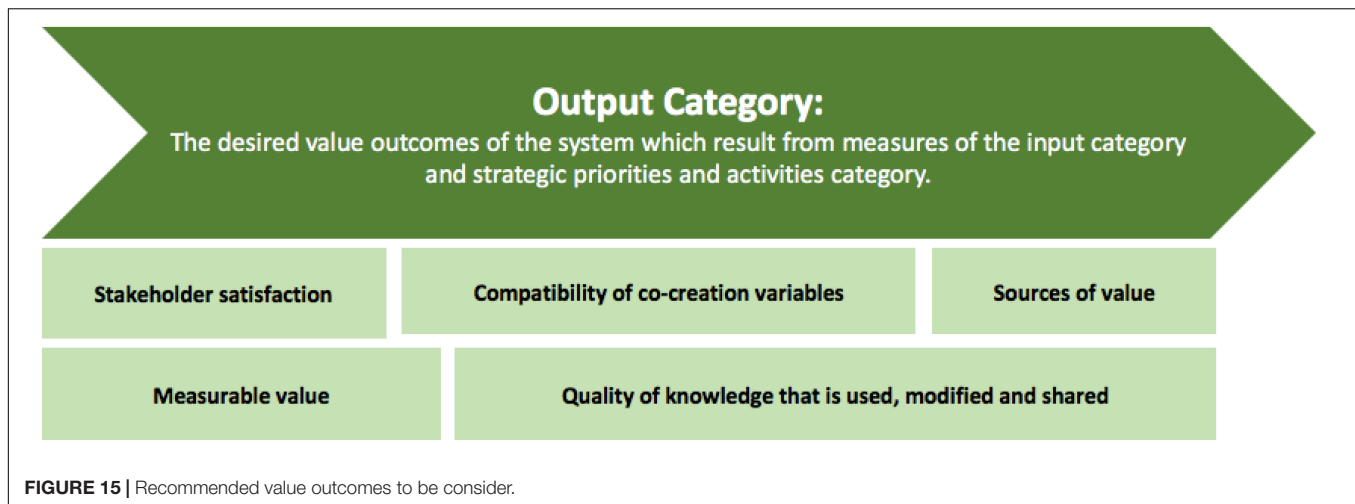 Output Category:
The desired value outcomes of the system which result from measures of the input category
and strategic priorities and activities category.
Stakeholder satisfaction
Compatibility of co-creation variables
Sources of value
Measurable value
Quality of knowledge that is used, modified and shared
FIGURE 15 | Recommended value outcomes to be consider.